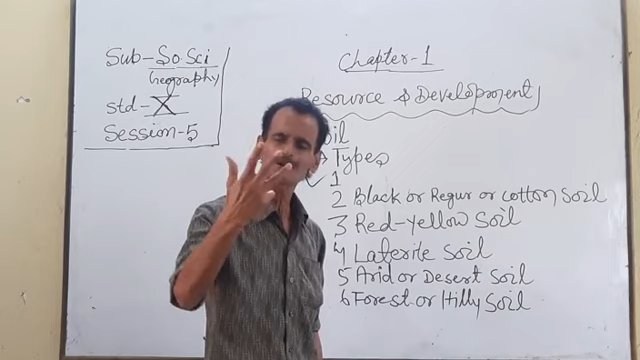 Sub-So.Sci
Geography
std-X
Session-5
Chapter-1
Resource & Development
oil
Types
1
2 Black or Regur or cotton Soil
3 Red-yellow Soil
4 Laterite Soil
5 Arid or Desert Soil
6 Forest or Hilly Soil